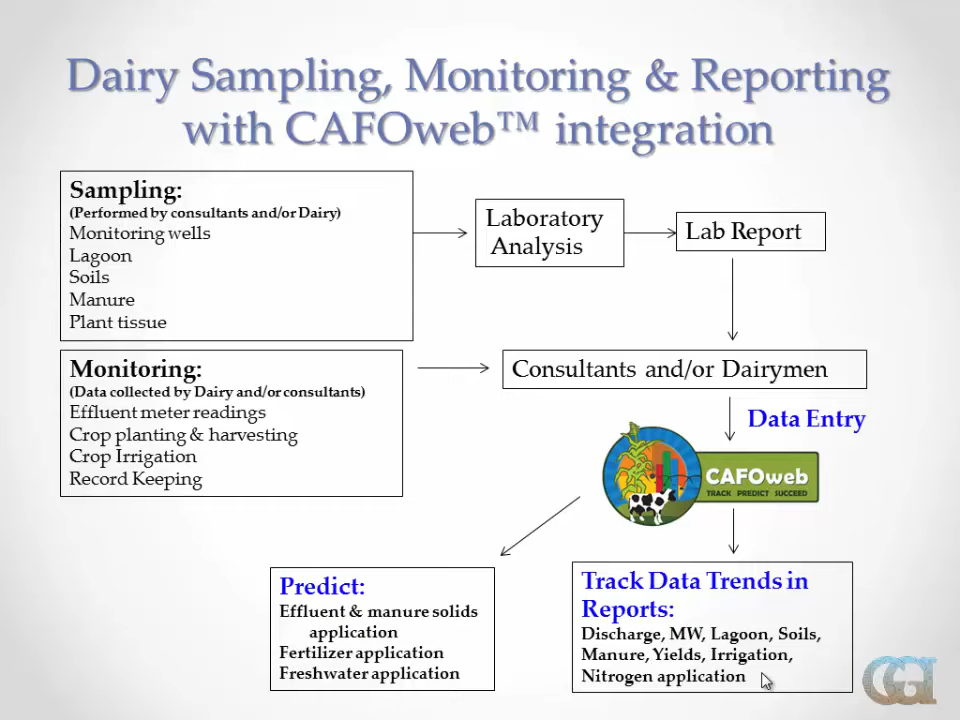 Dairy Sampling, Monitoring & Reporting
with CAFOweb™ integration
Sampling:
(Performed by consultants and/or Dairy)
Monitoring wells
Lagoon
Soils
Manure
Plant tissue
Laboratory
Analysis
Lab Report
Monitoring:
(Data collected by Dairy and/or consultants)
Effluent meter readings
Crop planting & harvesting
Crop Irrigation
Record Keeping
Consultants and/or Dairymen
Data Entry
CAFOweb
TRACK PREDICT SUCCEED
Predict:
Effluent & manure solids
application
Fertilizer application
Freshwater application
Track Data Trends in
Reports:
Discharge, MW, Lagoon, Soils,
Manure, Yields, Irrigation,
Nitrogen application
CGI